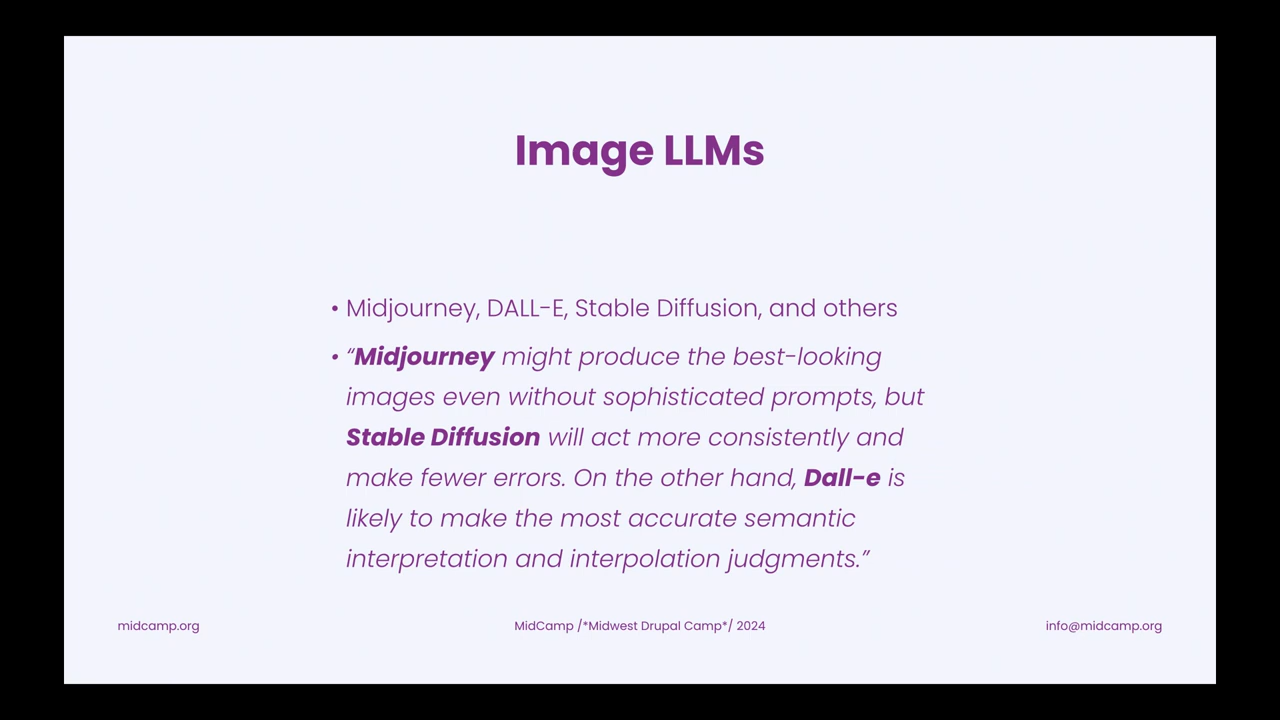 Image LLMs
• Midjourney, DALL-E, Stable Diffusion, and others
• “Midjourney might produce the best-looking
images even without sophisticated prompts, but
Stable Diffusion will act more consistently and
make fewer errors. On the other hand, Dall-e is
likely to make the most accurate semantic
interpretation and interpolation judgments.”
midcamp.org
MidCamp /*Midwest Drupal Camp*/ 2024
info@midcamp.org